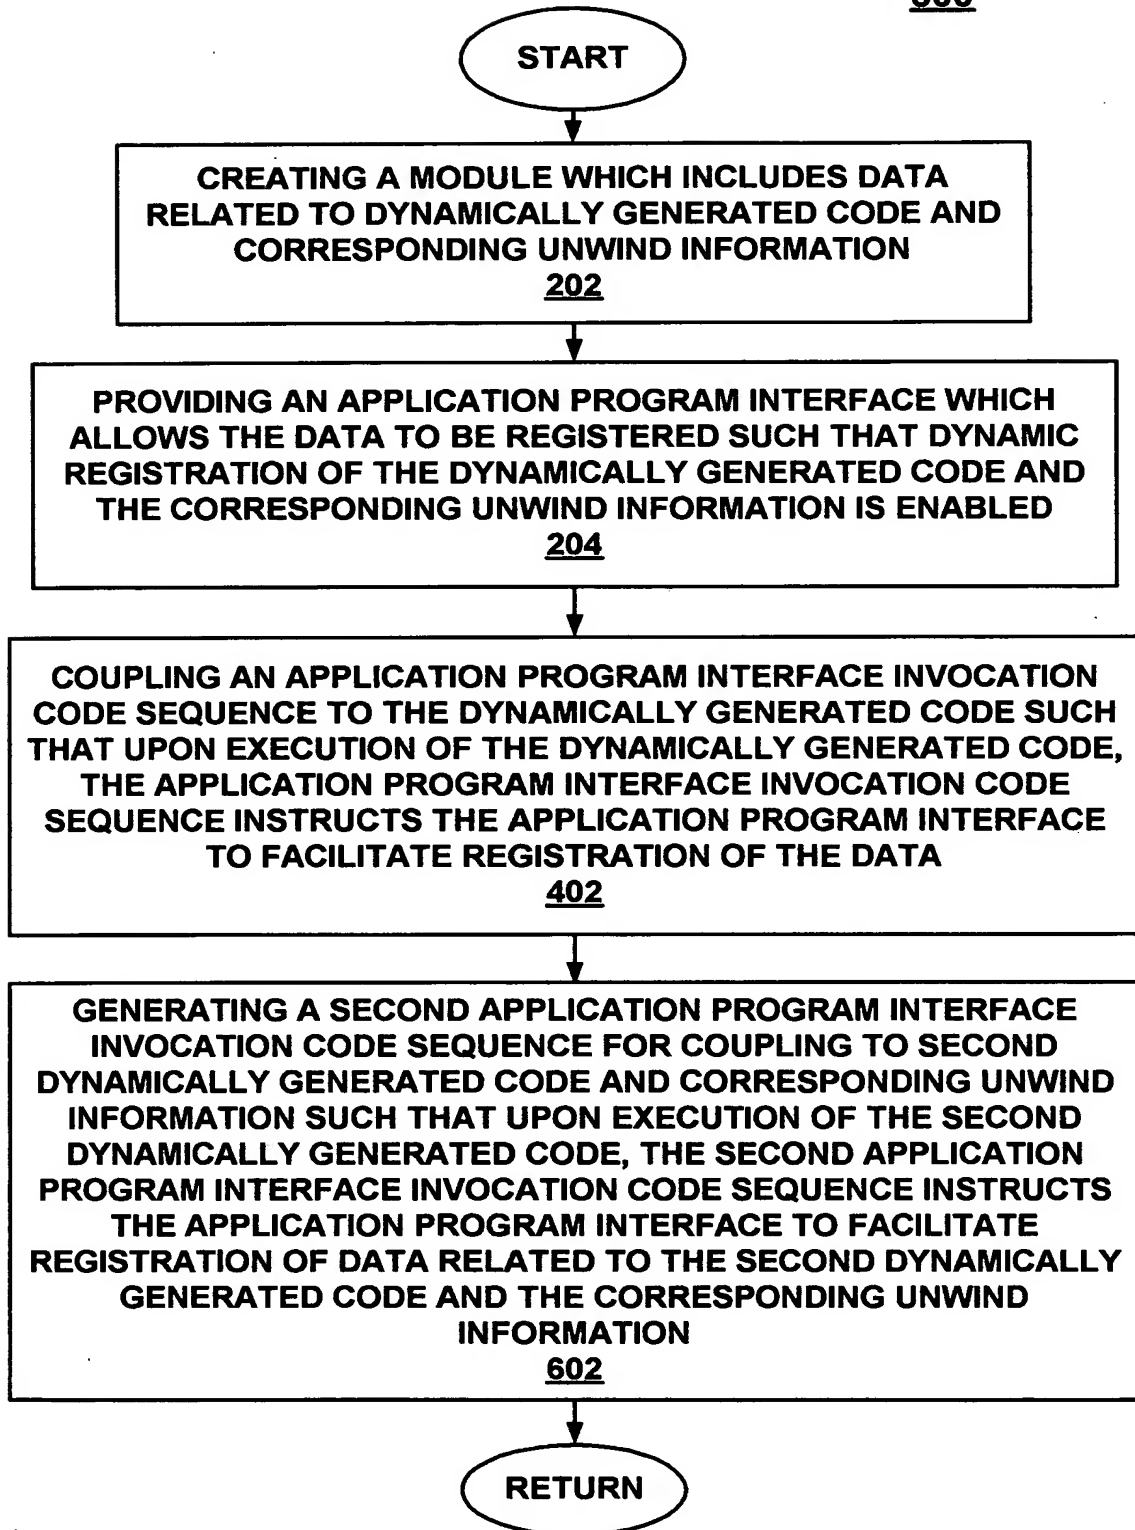 START
CREATING A MODULE WHICH INCLUDES DATA
RELATED TO DYNAMICALLY GENERATED CODE AND
CORRESPONDING UNWIND INFORMATION
202
PROVIDING AN APPLICATION PROGRAM INTERFACE WHICH
ALLOWS THE DATA TO BE REGISTERED SUCH THAT DYNAMIC
REGISTRATION OF THE DYNAMICALLY GENERATED CODE AND
THE CORRESPONDING UNWIND INFORMATION IS ENABLED
204
COUPLING AN APPLICATION PROGRAM INTERFACE INVOCATION
CODE SEQUENCE TO THE DYNAMICALLY GENERATED CODE SUCH
THAT UPON EXECUTION OF THE DYNAMICALLY GENERATED CODE,
THE APPLICATION PROGRAM INTERFACE INVOCATION CODE
SEQUENCE INSTRUCTS THE APPLICATION PROGRAM INTERFACE
TO FACILITATE REGISTRATION OF THE DATA
402
GENERATING A SECOND APPLICATION PROGRAM INTERFACE
INVOCATION CODE SEQUENCE FOR COUPLING TO SECOND
DYNAMICALLY GENERATED CODE AND CORRESPONDING UNWIND
INFORMATION SUCH THAT UPON EXECUTION OF THE SECOND
DYNAMICALLY GENERATED CODE, THE SECOND APPLICATION
PROGRAM INTERFACE INVOCATION CODE SEQUENCE INSTRUCTS
THE APPLICATION PROGRAM INTERFACE TO FACILITATE
REGISTRATION OF DATA RELATED TO THE SECOND DYNAMICALLY
GENERATED CODE AND THE CORRESPONDING UNWIND
INFORMATION
602
RETURN